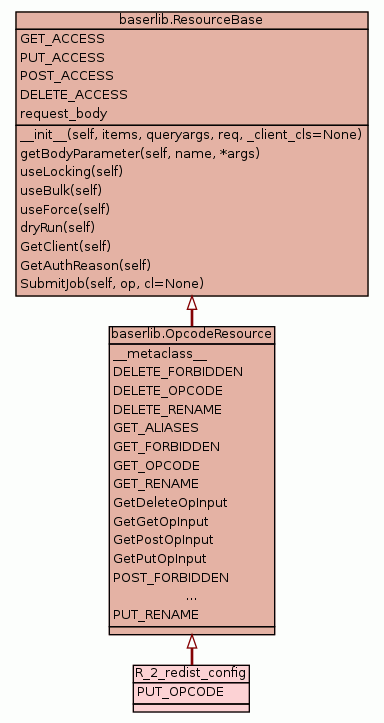 baserlib.ResourceBase
GET_ACCESS
PUT_ACCESS
POST_ACCESS
DELETE_ACCESS
request_body
__init__(self, items, queryargs, req, _client_cls=None)
getBodyParameter(self, name, *args)
useLocking(self)
useBulk(self)
useForce(self)
dryRun(self)
GetClient(self)
GetAuthReason(self)
SubmitJob(self, op, cl=None)
baserlib.OpcodeResource
__metaclass__
DELETE_FORBIDDEN
DELETE_OPCODE
DELETE_RENAME
GET_ALIASES
GET_FORBIDDEN
GET_OPCODE
GET_RENAME
GetDeleteOpInput
GetGetOpInput
GetPostOpInput
GetPutOpInput
POST_FORBIDDEN
...
PUT_RENAME
R_2_redist_config
PUT_OPCODE